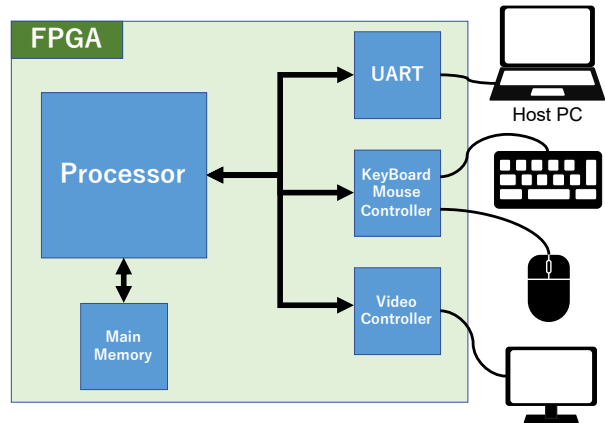 FPGA
UART
Host PC
Processor
KeyBoard
Mouse
Controller
Video
Controller
Main
Memory